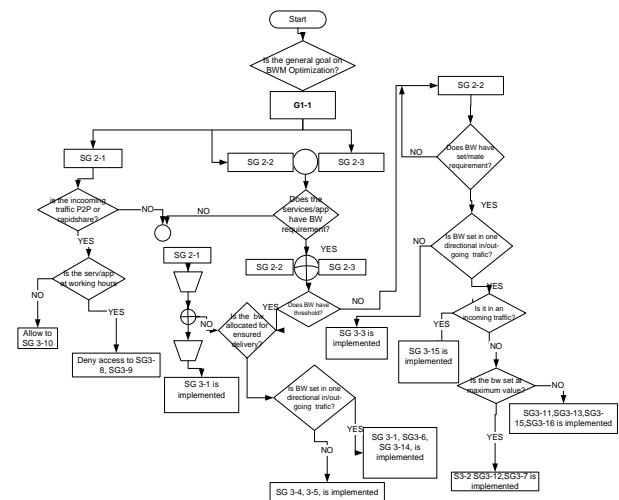 Start
Is the general goal on
BWM Optimization?
G1-1
SG 2-1
SG 2-2
SG 2-3
SG 2-2
is the incooming
traffic P2P or
rapidshare?
NO
NO
Does the
services/app
have BW
requirement?
Does BW have
set/mate
requirement?
NO
YES
YES
YES
SG 2-1
SG 2-2
SG 2-3
Is the serv/app
at working hours
NO
YES
Allow to
SG 3-10
Deny access to SG3-
8, SG3-9
NO
Is the bw
allocated for
ensured
delivery?
YES
Does BW have
threshold?
NO
NO
Is BW set in one
directional in/out-
going trafic?
YES
SG 3-3 is
implemented
Is it in an
incoming traffic?
YES
SG 3-15 is
implemented
NO
SG 3-1 is
implemented
Is BW set in one
directional in/out-
going trafic?
Is the bw set at
maximum value?
NO
SG3-11,SG3-13,SG3-
15,SG3-16 is implemented
YES
SG 3-1, SG3-6,
SG 3-14, is
implemented
YES
NO
S3-2 SG3-12,SG3-7 is
implemented
SG 3-4, 3-5, is implemented